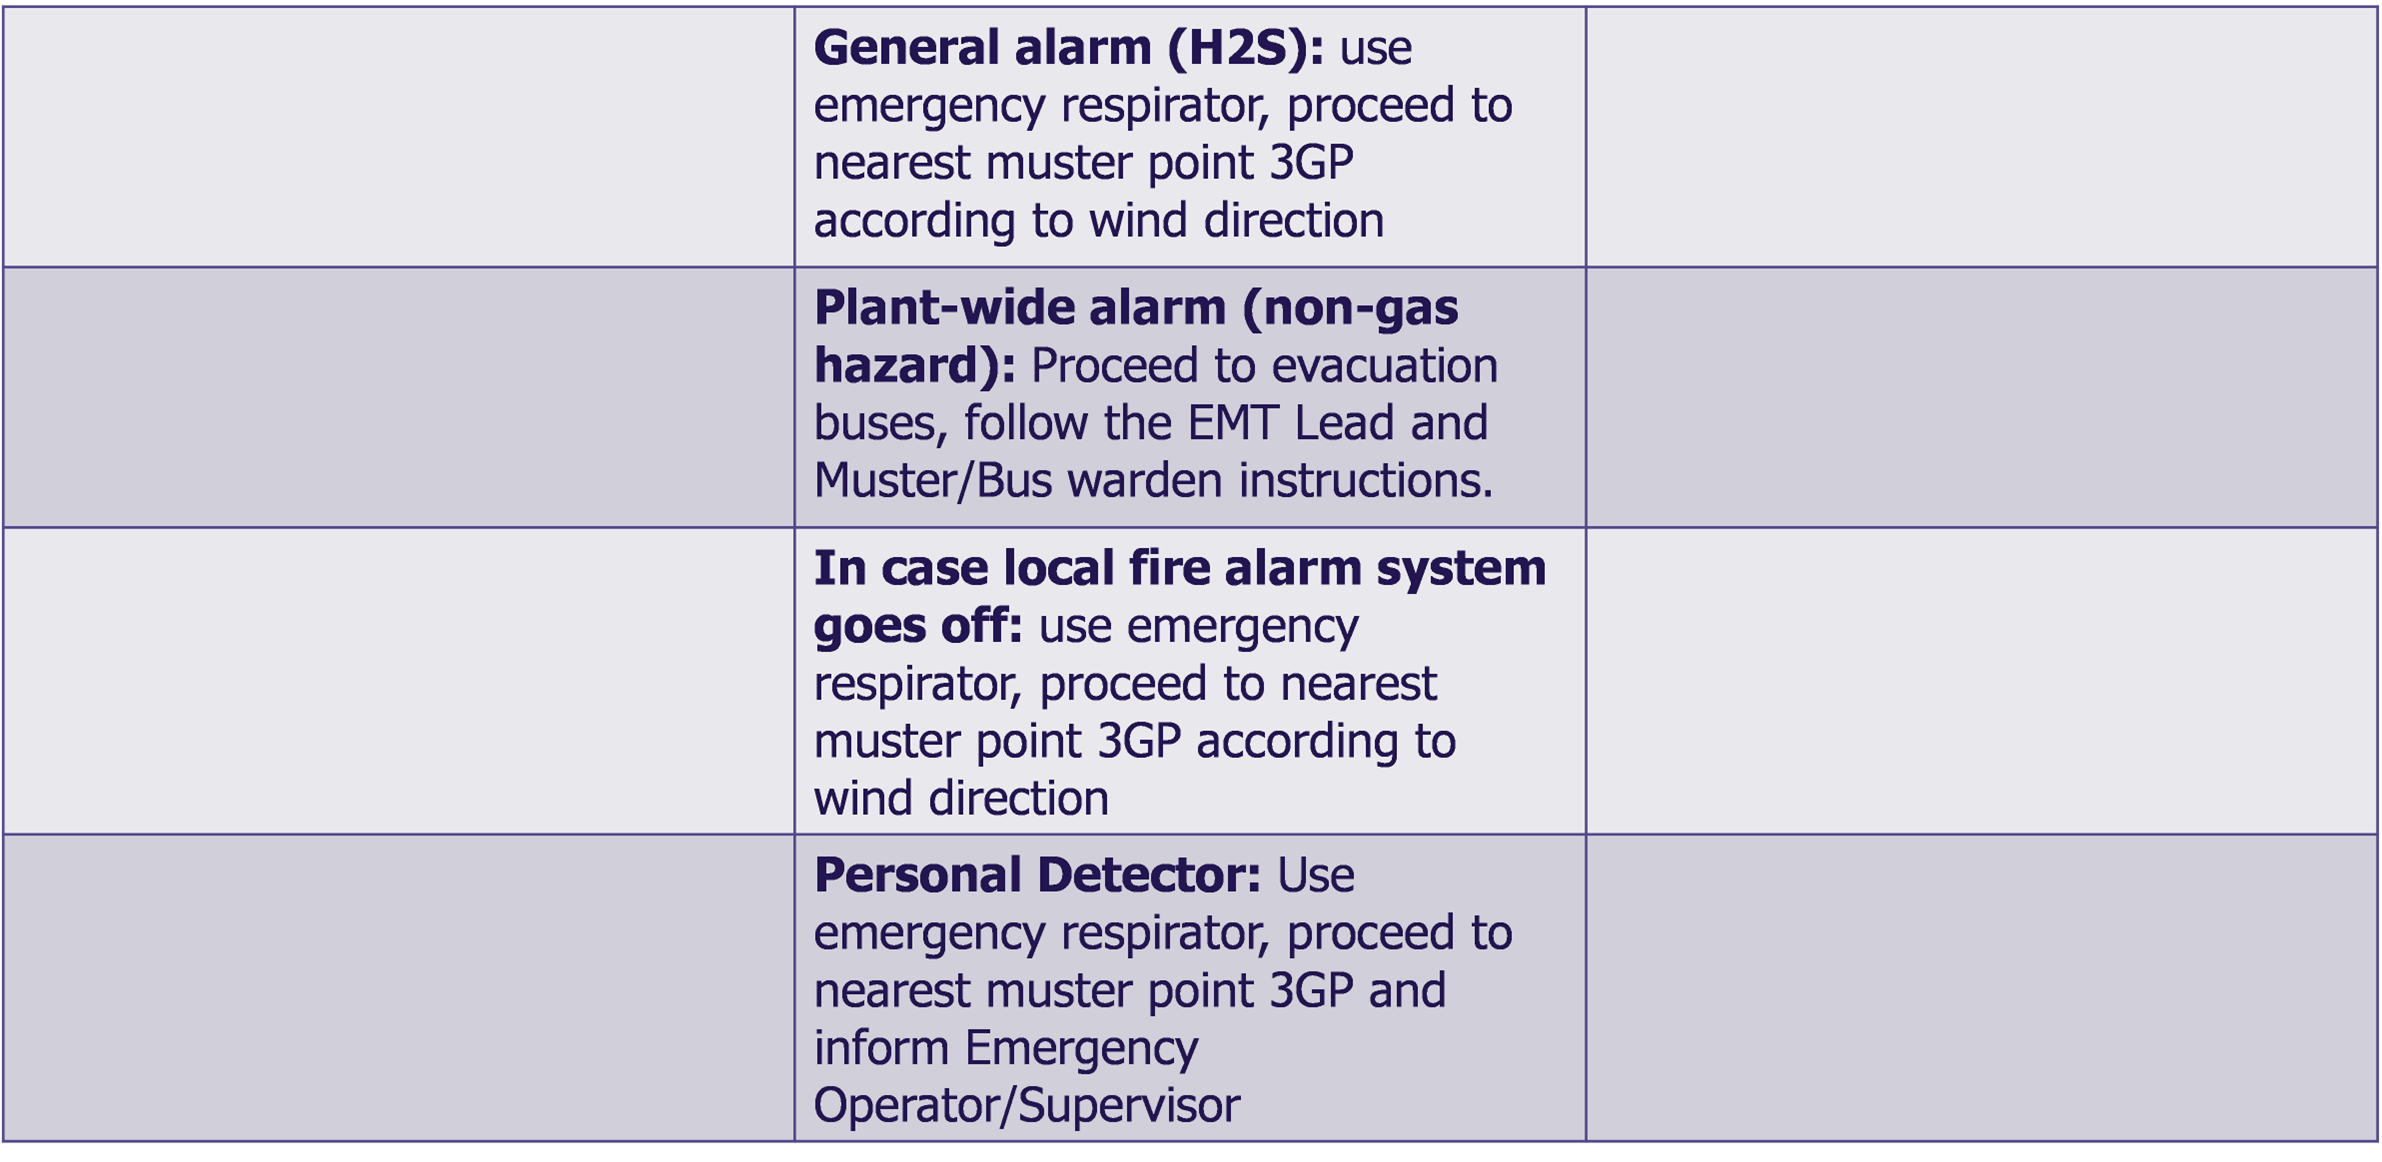 General alarm (H2S): use
emergency respirator, proceed to
nearest muster point 3GP
according to wind direction
Plant-wide alarm (non-gas
hazard): Proceed to evacuation
buses, follow the EMT Lead and
Muster/Bus warden instructions.
In case local fire alarm system
goes off: use emergency
respirator, proceed to nearest
muster point 3GP according to
wind direction
Personal Detector: Use
emergency respirator, proceed to
nearest muster point 3GP and
inform Emergency
Operator/Supervisor